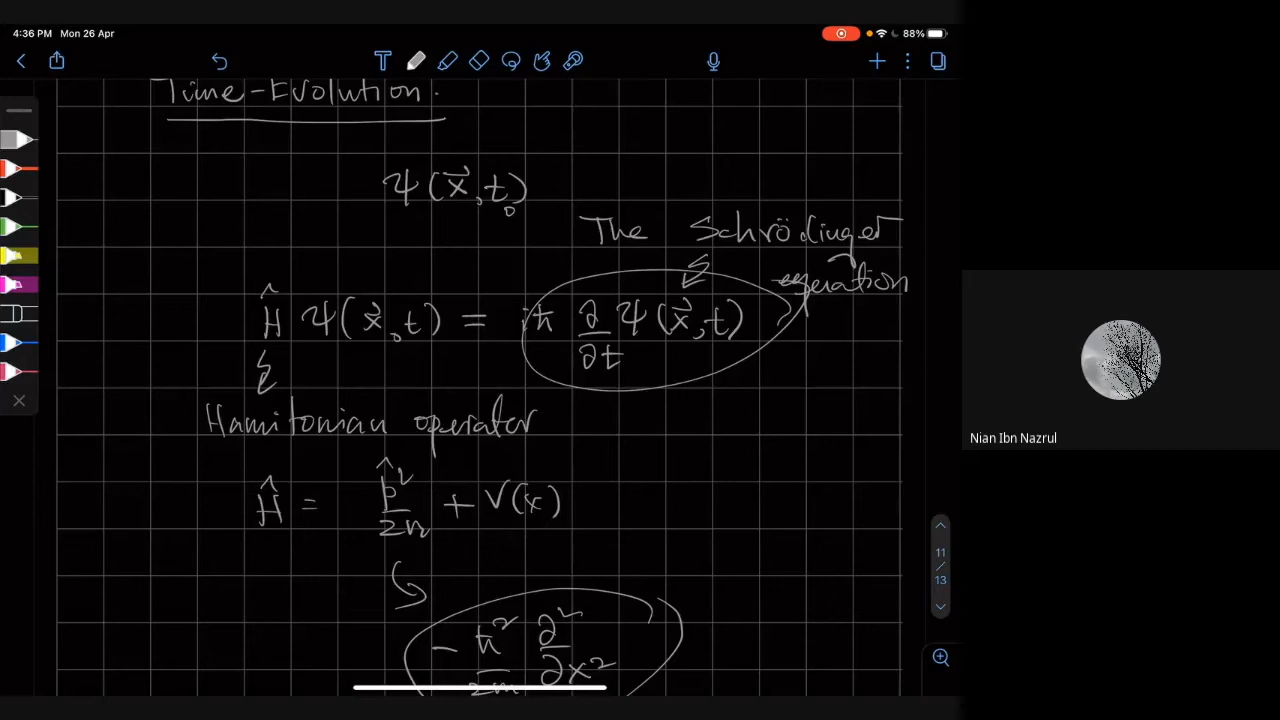 4:36 PM Mon 26 Apr
88%
Time-Evolution.
Ψ(x⃗,t₀)
The Schrödinger
equation
Ĥ Ψ(x⃗,t) = iħ ∂/∂t Ψ(x⃗,t)
Hamitonian operator
Ĥ = p̂²/2m + V(x)
- ħ²/2m ∂²/∂x²
11
/
13
Nian Ibn Nazrul